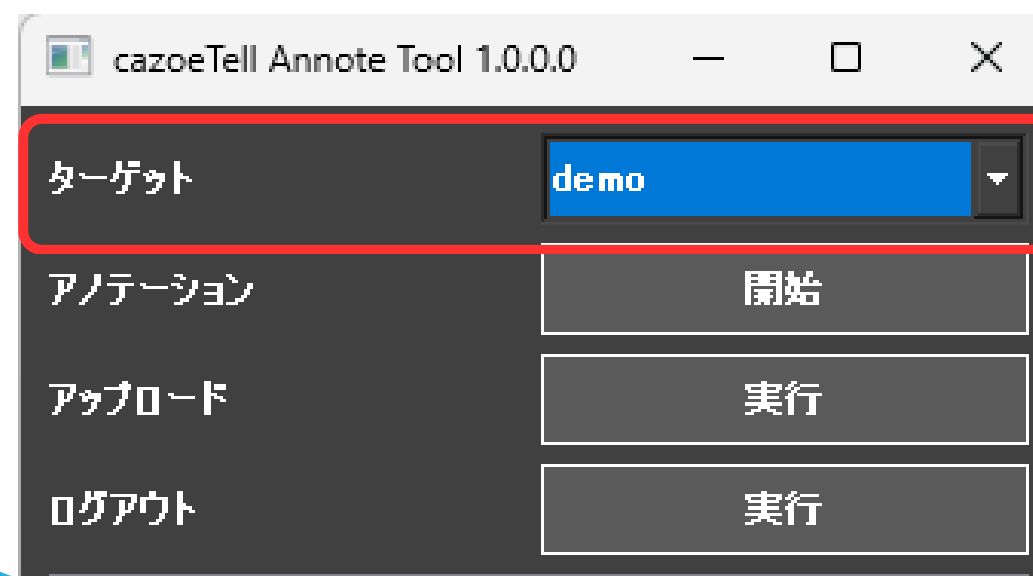 cazoeTell Annote Tool 1.0.0.0
ターゲット demo
アノテーション 開始
アップロード 実行
ログアウト 実行